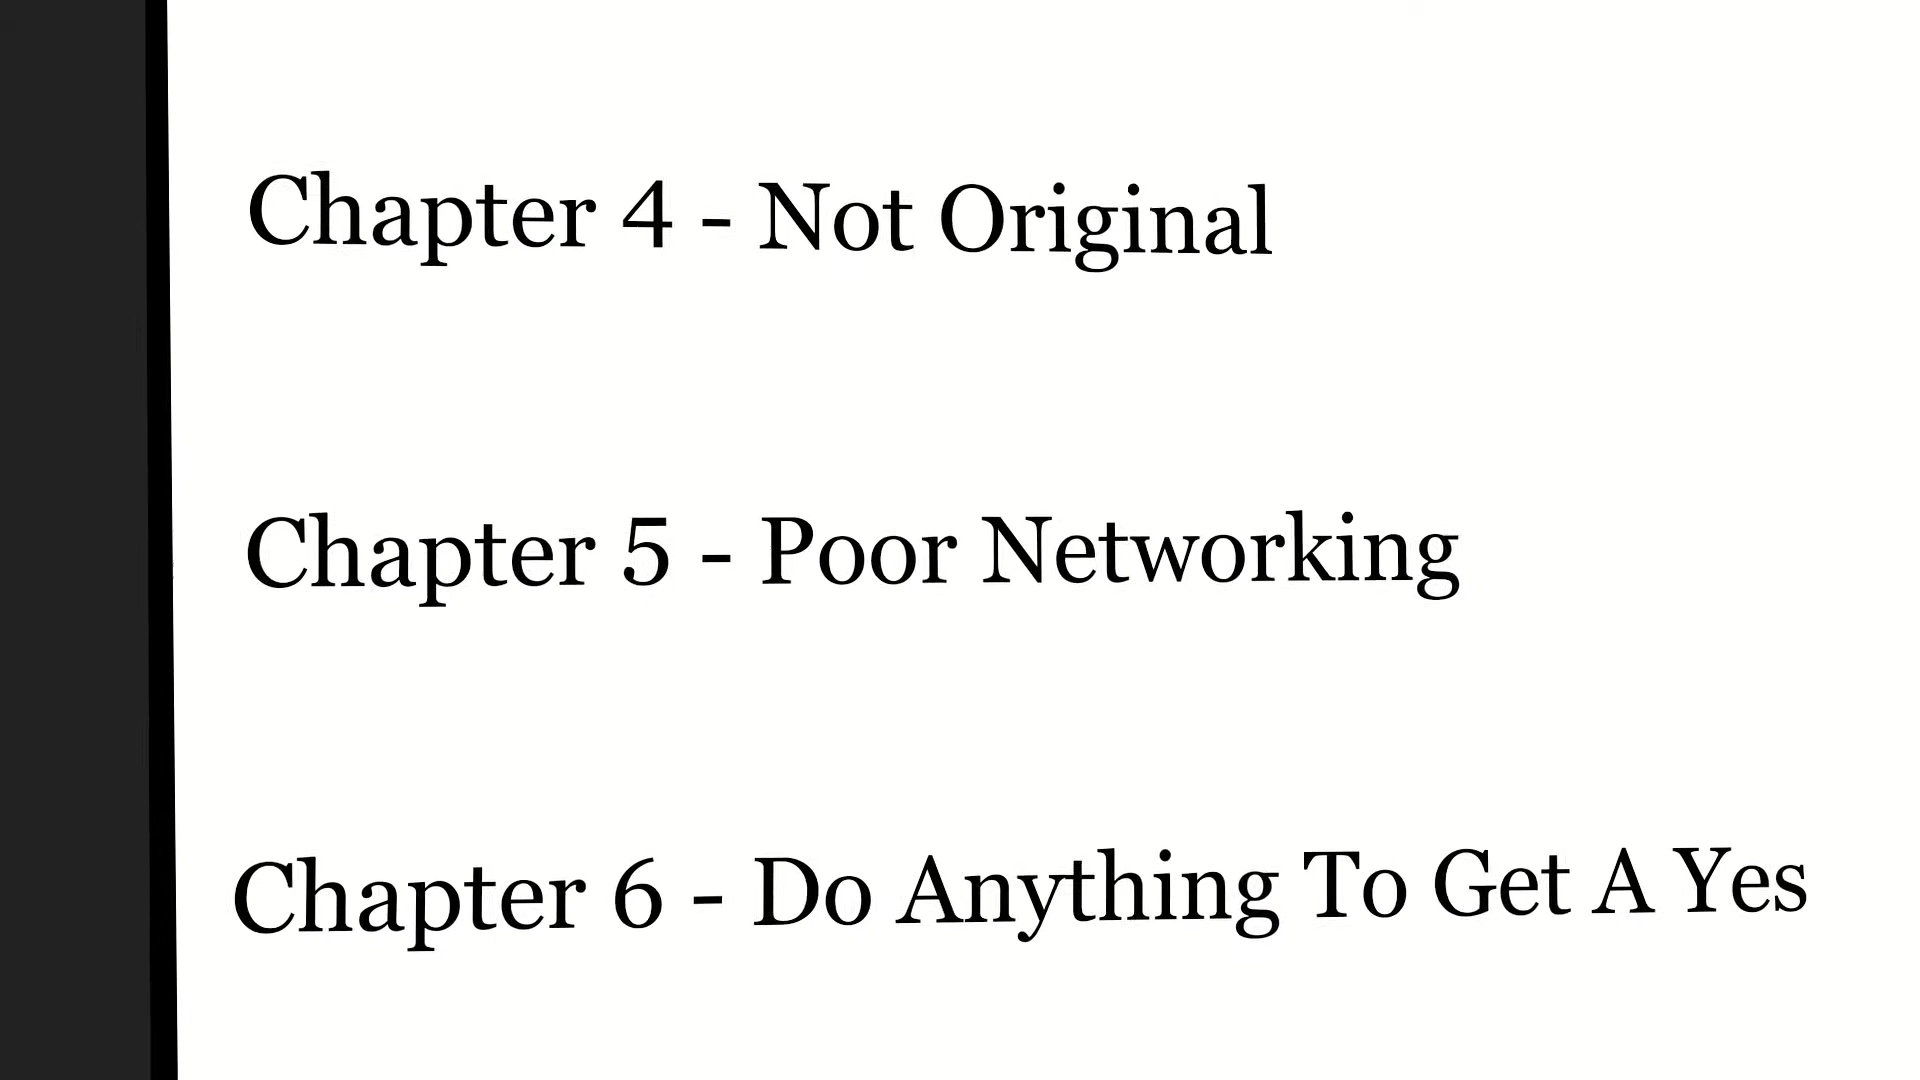 Chapter 4 - Not Original
Chapter 5 - Poor Networking
Chapter 6 - Do Anything To Get A Yes